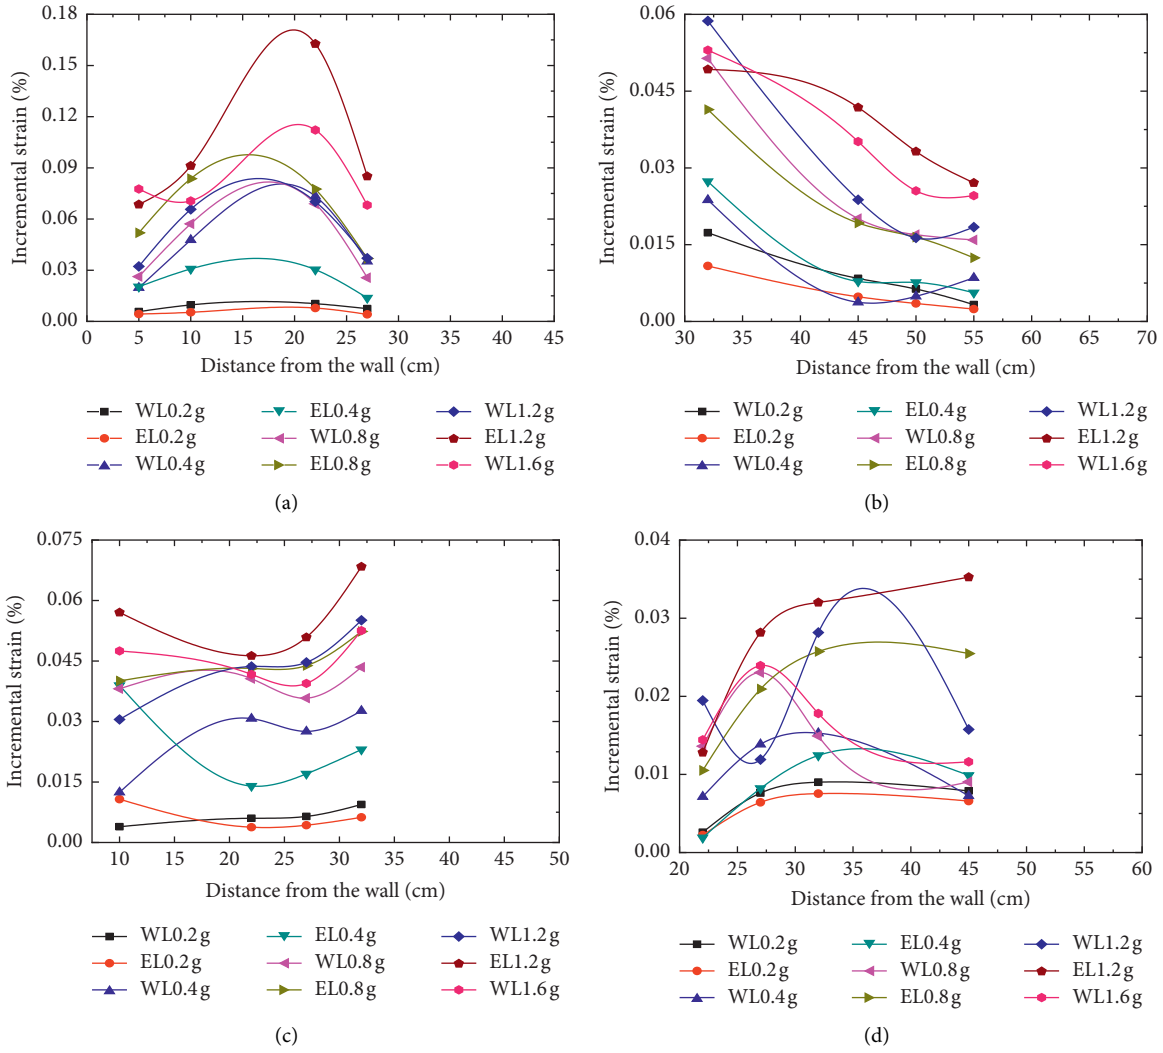 0.18
0.15
0.12
0.09
0.06
0.03
0.00
Incremental strain (%)
0 5 10 15 20 25 30 35 40 45
Distance from the wall (cm)
WL0.2g EL0.4g WL1.2g
EL0.2g WL0.8g EL1.2g
WL0.4g EL0.8g WL1.6g
(a)
0.06
0.045
0.03
0.015
0.00
Incremental strain (%)
30 35 40 45 50 55 60 65 70
Distance from the wall (cm)
WL0.2g EL0.4g WL1.2g
EL0.2g WL0.8g EL1.2g
WL0.4g EL0.8g WL1.6g
(b)
0.075
0.06
0.045
0.03
0.015
0.00
Incremental strain (%)
10 15 20 25 30 35 40 45 50
Distance from the wall (cm)
WL0.2g EL0.4g WL1.2g
EL0.2g WL0.8g EL1.2g
WL0.4g EL0.8g WL1.6g
(c)
0.04
0.03
0.02
0.01
0.00
Incremental strain (%)
20 22 25 30 35 40 45 50 55 60
Distance from the wall (cm)
WL0.2g EL0.4g WL1.2g
EL0.2g WL0.8g EL1.2g
WL0.4g EL0.8g WL1.6g
(d)